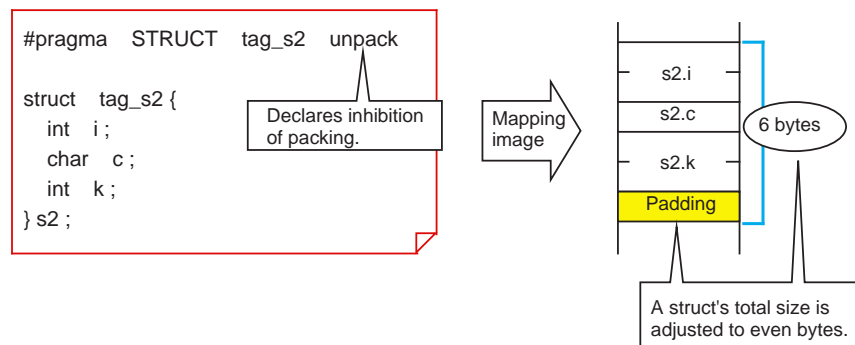 #pragma STRUCT tag_s2 unpack
struct tag_s2 {
int i ;
char c ;
int k ;
} s2 ;
Declares inhibition
of packing.
Mapping
image
s2.i
s2.c
s2.k
Padding
6 bytes
A struct's total size is
adjusted to even bytes.